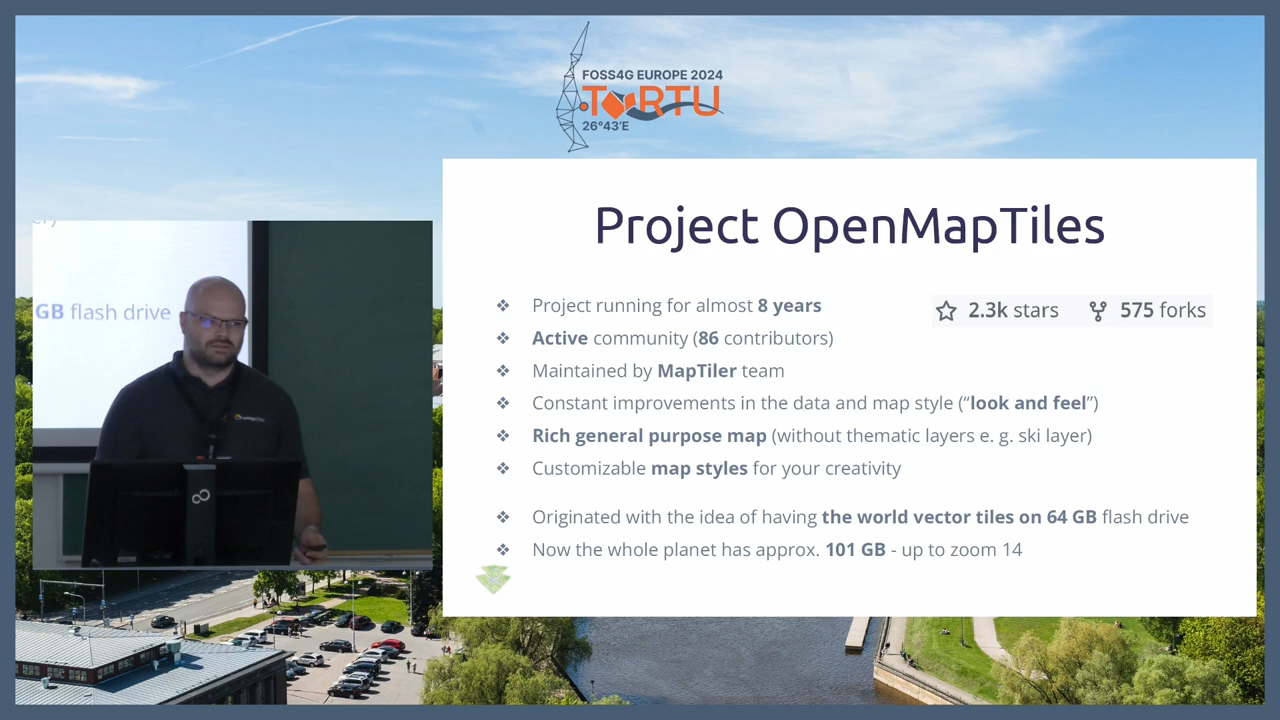 FOSS4G EUROPE 2024
TARTU
26°43'E
Project OpenMapTiles
❖ Project running for almost 8 years
2.3k stars 575 forks
❖ Active community (86 contributors)
❖ Maintained by MapTiler team
❖ Constant improvements in the data and map style (“look and feel”)
❖ Rich general purpose map (without thematic layers e. g. ski layer)
❖ Customizable map styles for your creativity
❖ Originated with the idea of having the world vector tiles on 64 GB flash drive
❖ Now the whole planet has approx. 101 GB - up to zoom 14
GB flash drive